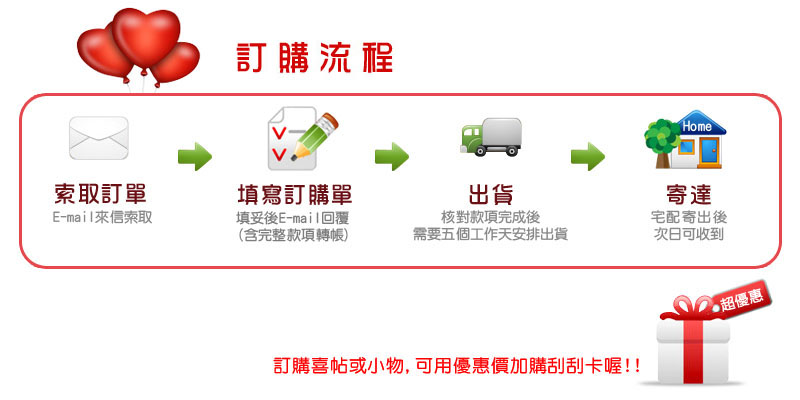 訂購流程
Home
索取訂單
E-mail來信索取
填寫訂購單
填妥後E-mail回覆
(含完整款項轉帳)
出貨
核對款項完成後
需要五個工作天安排出貨
寄達
宅配寄出後
次日可收到
超優惠
訂購喜帖或小物,可用優惠價加購刮刮卡喔!!